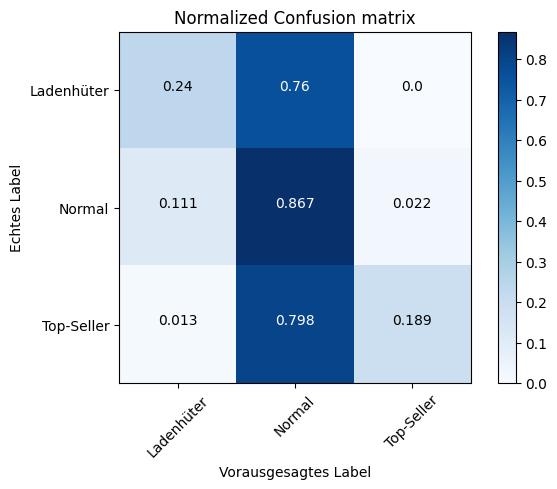 Normalized Confusion matrix
Echtes Label
Ladenhüter 0.24 0.76 0.0
Normal 0.111 0.867 0.022
Top-Seller 0.013 0.798 0.189
Ladenhüter Normal Top-Seller
Vorausgesagtes Label
0.8
0.7
0.6
0.5
0.4
0.3
0.2
0.1
0.0